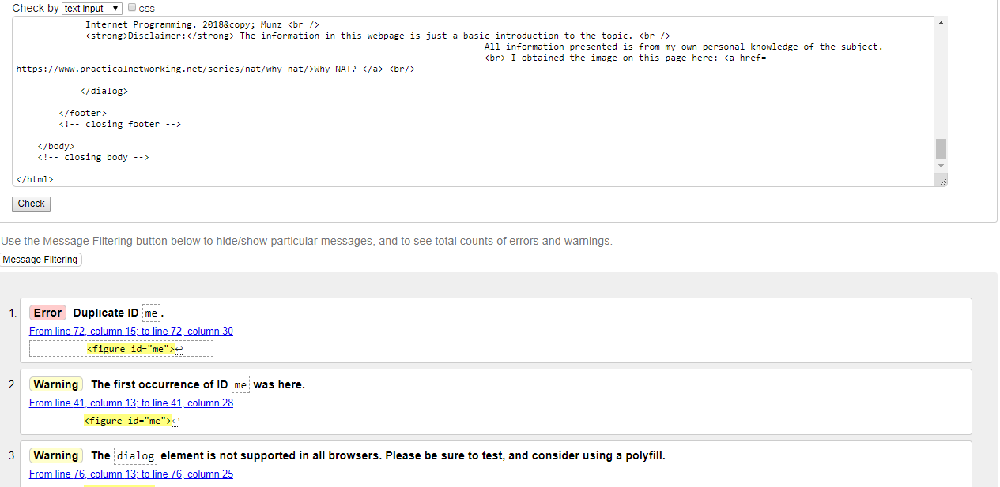 Check by text input css
Internet Programming. 2018&copy; Munz <br />
<strong>Disclaimer:</strong> The information in this webpage is just a basic introduction to the topic. <br />
All information presented is from my own personal knowledge of the subject.
<br> I obtained the image on this page here: <a href=
https://www.practicalnetworking.net/series/nat/why-nat/>Why NAT? </a> <br/>
</dialog>
</footer>
<!-- closing footer -->
</body>
<!-- closing body -->
</html>
Check
Use the Message Filtering button below to hide/show particular messages, and to see total counts of errors and warnings.
Message Filtering
1. Error Duplicate ID me.
From line 72, column 15; to line 72, column 30
<figure id="me">↩
2. Warning The first occurrence of ID me was here.
From line 41, column 13; to line 41, column 28
<figure id="me">↩
3. Warning The dialog element is not supported in all browsers. Please be sure to test, and consider using a polyfill.
From line 76, column 13; to line 76, column 25